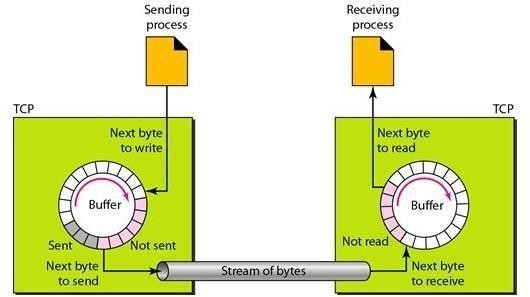 Sending
process
Receiving
process
TCP
TCP
Next byte
to write
Next byte
to read
Buffer
Buffer
Sent
Not sent
Not read
Next byte
to send
Stream of bytes
Next byte
to receive